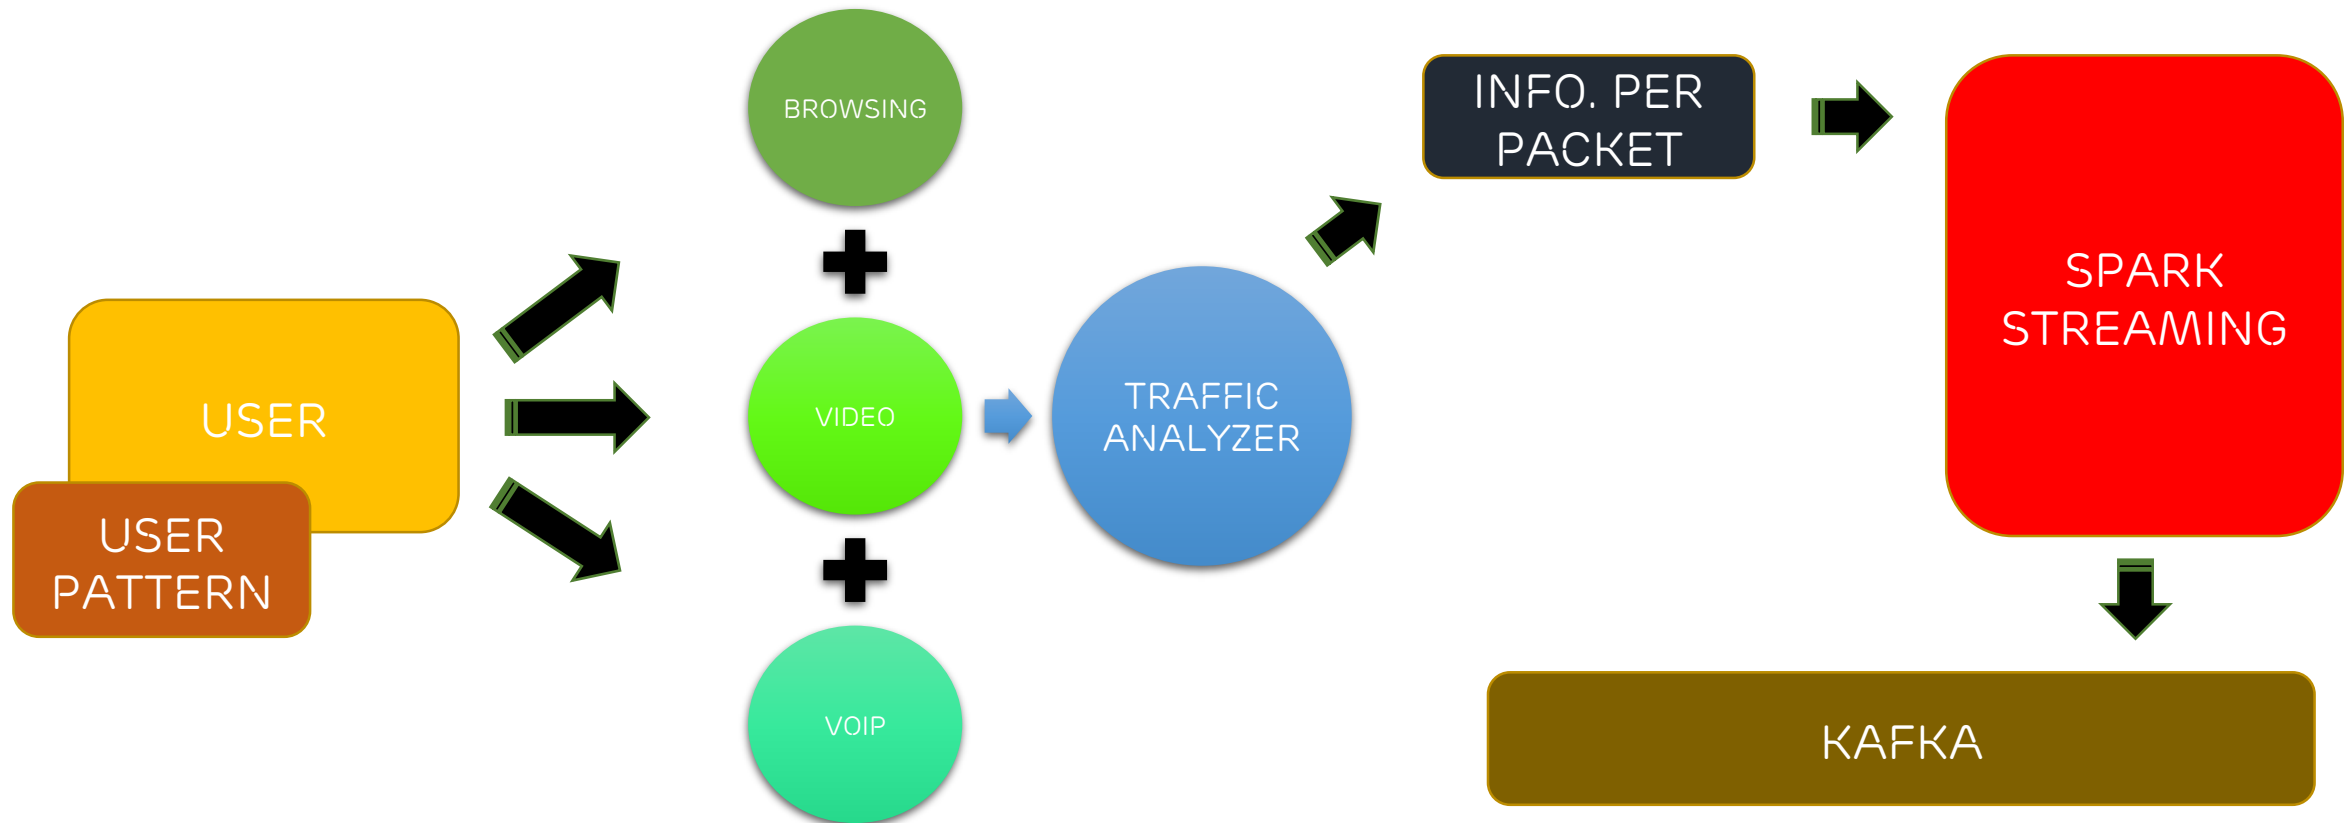 USER
USER
PATTERN
BROWSING
VIDEO
VOIP
TRAFFIC
ANALYZER
INFO. PER
PACKET
SPARK
STREAMING
KAFKA